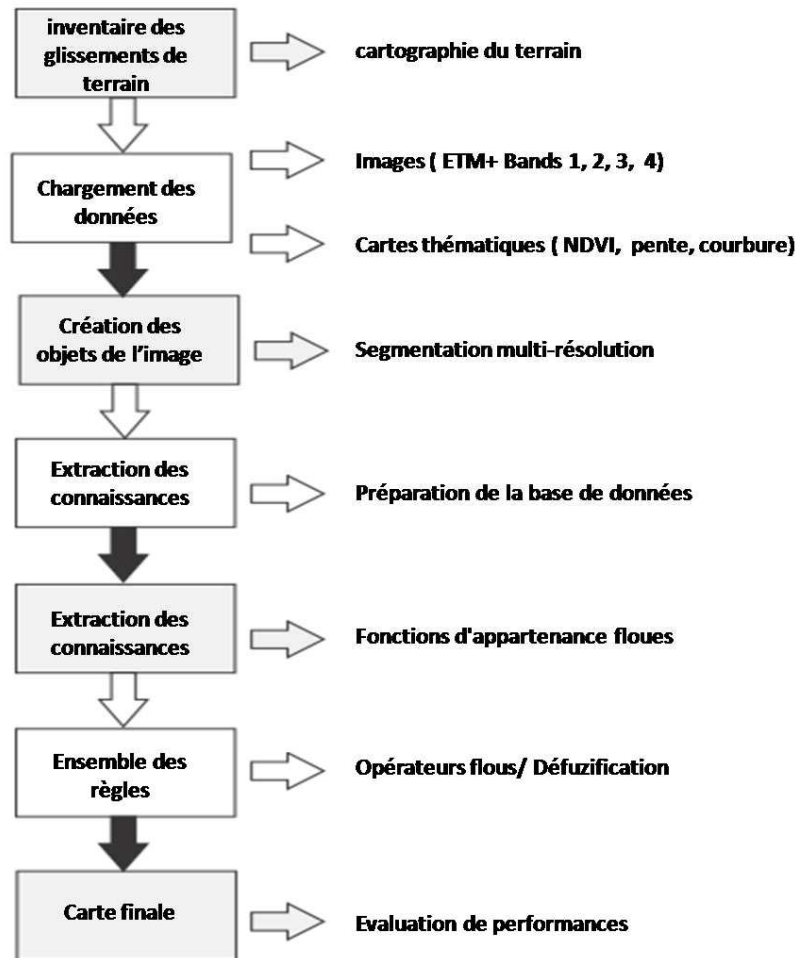 inventaire des
glissements de
terrain
cartographie du terrain
Chargement des
données
Images ( ETM+ Bands 1, 2, 3, 4)
Cartes thématiques ( NDVI, pente, courbure)
Création des
objets de l'image
Segmentation multi-résolution
Extraction des
connaissances
Préparation de la base de données
Extraction des
connaissances
Fonctions d'appartenance floues
Ensemble des
règles
Opérateurs flous/ Défuzification
Carte finale
Evaluation de performances